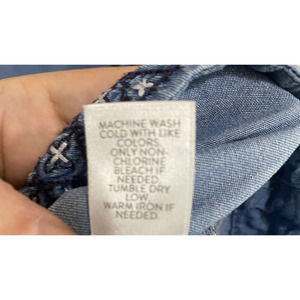 MACHINE WASH
COLD WITH LIKE
COLORS.
ONLY NON-
CHLORINE
BLEACH IF
NEEDED.
TUMBLE DRY
LOW.
WARM IRON IF
NEEDED.